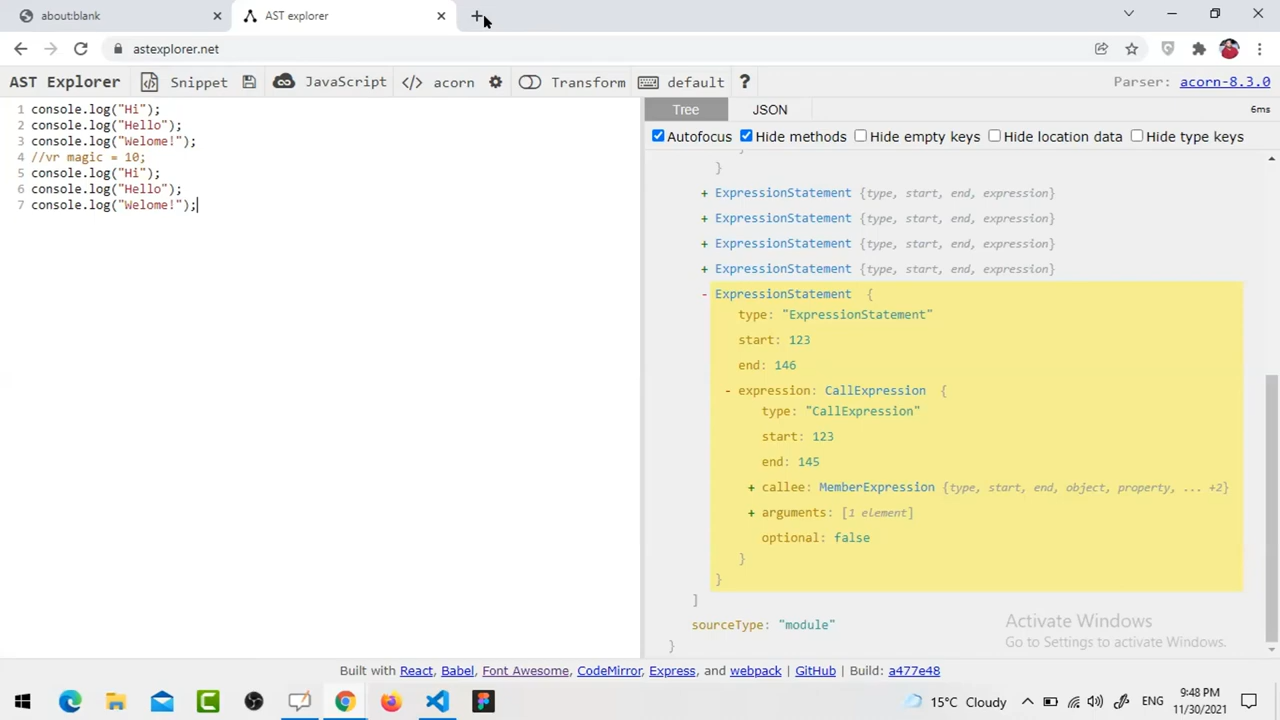 about:blank
AST explorer
astexplorer.net
AST Explorer Snippet JavaScript </> acorn Transform default ? Parser: acorn-8.3.0
1 console.log("Hi");
2 console.log("Hello");
3 console.log("Welome!");
4 //vr magic = 10;
5 console.log("Hi");
6 console.log("Hello");
7 console.log("Welome!");
Tree JSON 6ms
Autofocus Hide methods Hide empty keys Hide location data Hide type keys
}
}
+ ExpressionStatement {type, start, end, expression}
+ ExpressionStatement {type, start, end, expression}
+ ExpressionStatement {type, start, end, expression}
+ ExpressionStatement {type, start, end, expression}
- ExpressionStatement {
type: "ExpressionStatement"
start: 123
end: 146
- expression: CallExpression {
type: "CallExpression"
start: 123
end: 145
+ callee: MemberExpression {type, start, end, object, property, ... +2}
+ arguments: [1 element]
optional: false
}
}
]
sourceType: "module"
}
Activate Windows
Go to Settings to activate Windows.
Built with React, Babel, Font Awesome, CodeMirror, Express, and webpack | GitHub | Build: a477e48
15°C Cloudy ENG 9:48 PM
11/30/2021